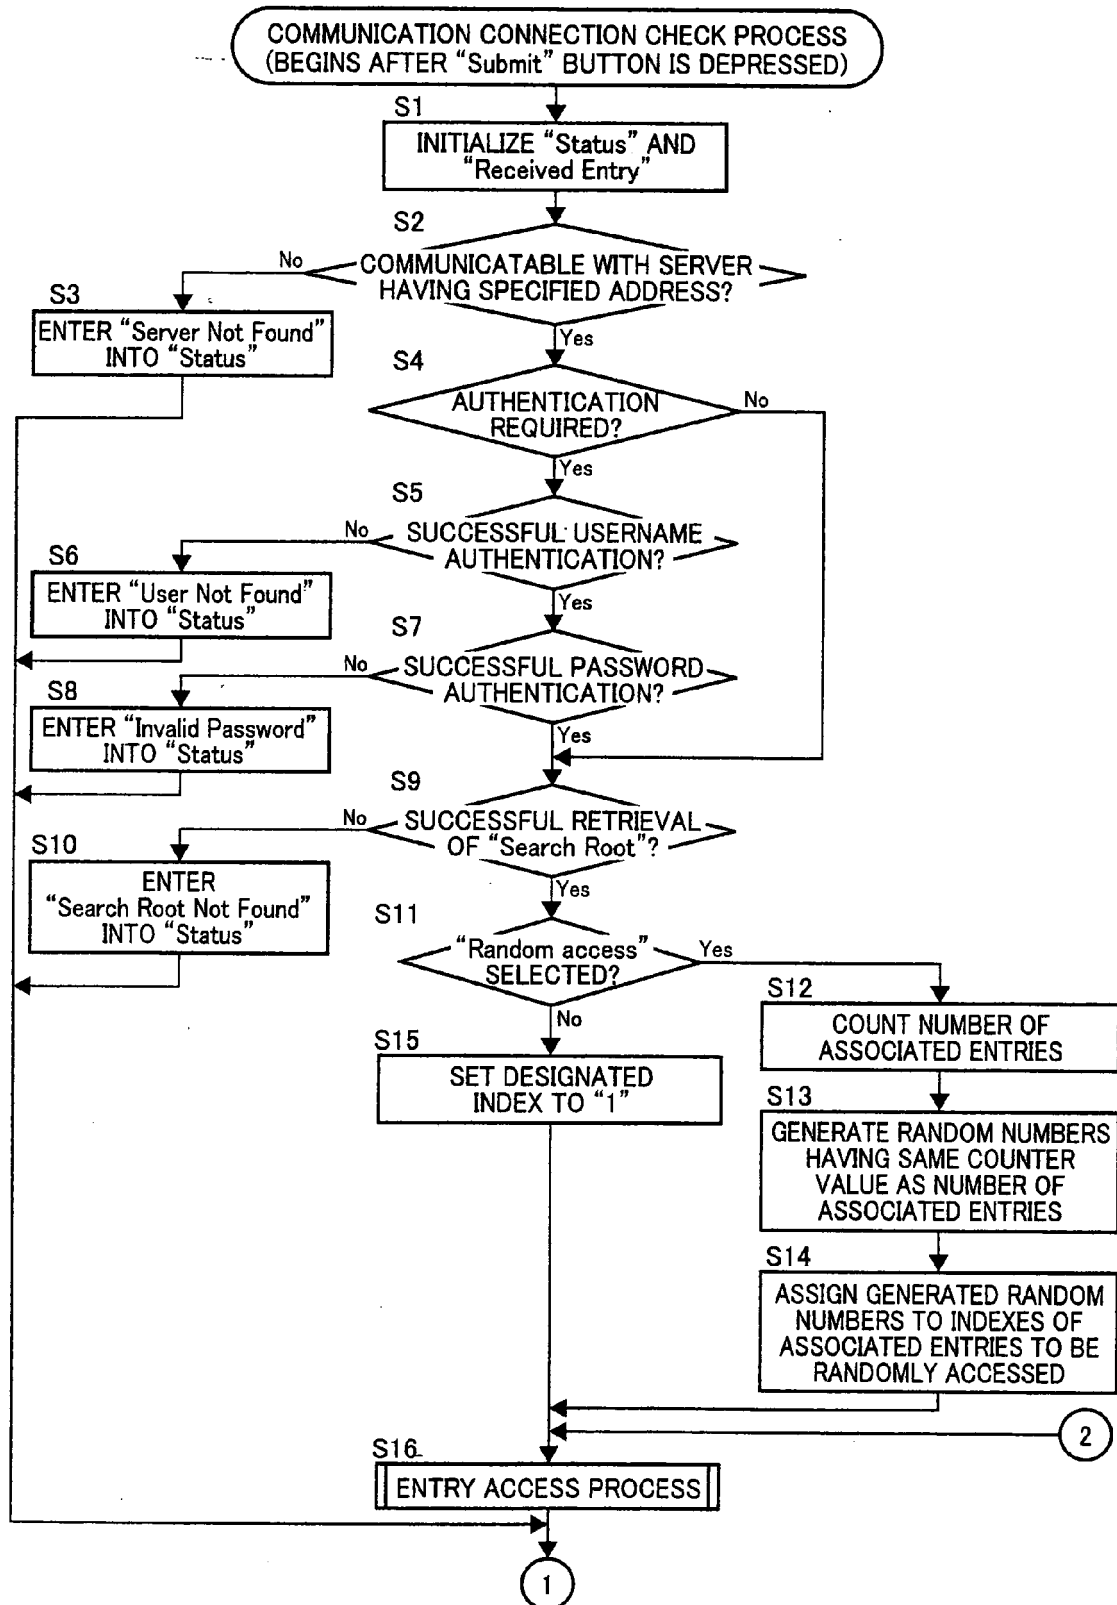 COMMUNICATION CONNECTION CHECK PROCESS
(BEGINS AFTER “Submit” BUTTON IS DEPRESSED)
S1
INITIALIZE “Status” AND
“Received Entry”
S2
COMMUNICATABLE WITH SERVER
HAVING SPECIFIED ADDRESS?
No
Yes
S3
ENTER “Server Not Found”
INTO “Status”
S4
AUTHENTICATION
REQUIRED?
No
Yes
S5
SUCCESSFUL USERNAME
AUTHENTICATION?
No
Yes
S6
ENTER “User Not Found”
INTO “Status”
S7
SUCCESSFUL PASSWORD
AUTHENTICATION?
No
Yes
S8
ENTER “Invalid Password”
INTO “Status”
S9
SUCCESSFUL RETRIEVAL
OF “Search Root”?
No
Yes
S10
ENTER
“Search Root Not Found”
INTO “Status”
S11
“Random access”
SELECTED?
Yes
No
S12
COUNT NUMBER OF
ASSOCIATED ENTRIES
S13
GENERATE RANDOM NUMBERS
HAVING SAME COUNTER
VALUE AS NUMBER OF
ASSOCIATED ENTRIES
S14
ASSIGN GENERATED RANDOM
NUMBERS TO INDEXES OF
ASSOCIATED ENTRIES TO BE
RANDOMLY ACCESSED
S15
SET DESIGNATED
INDEX TO “1”
2
S16
ENTRY ACCESS PROCESS
1